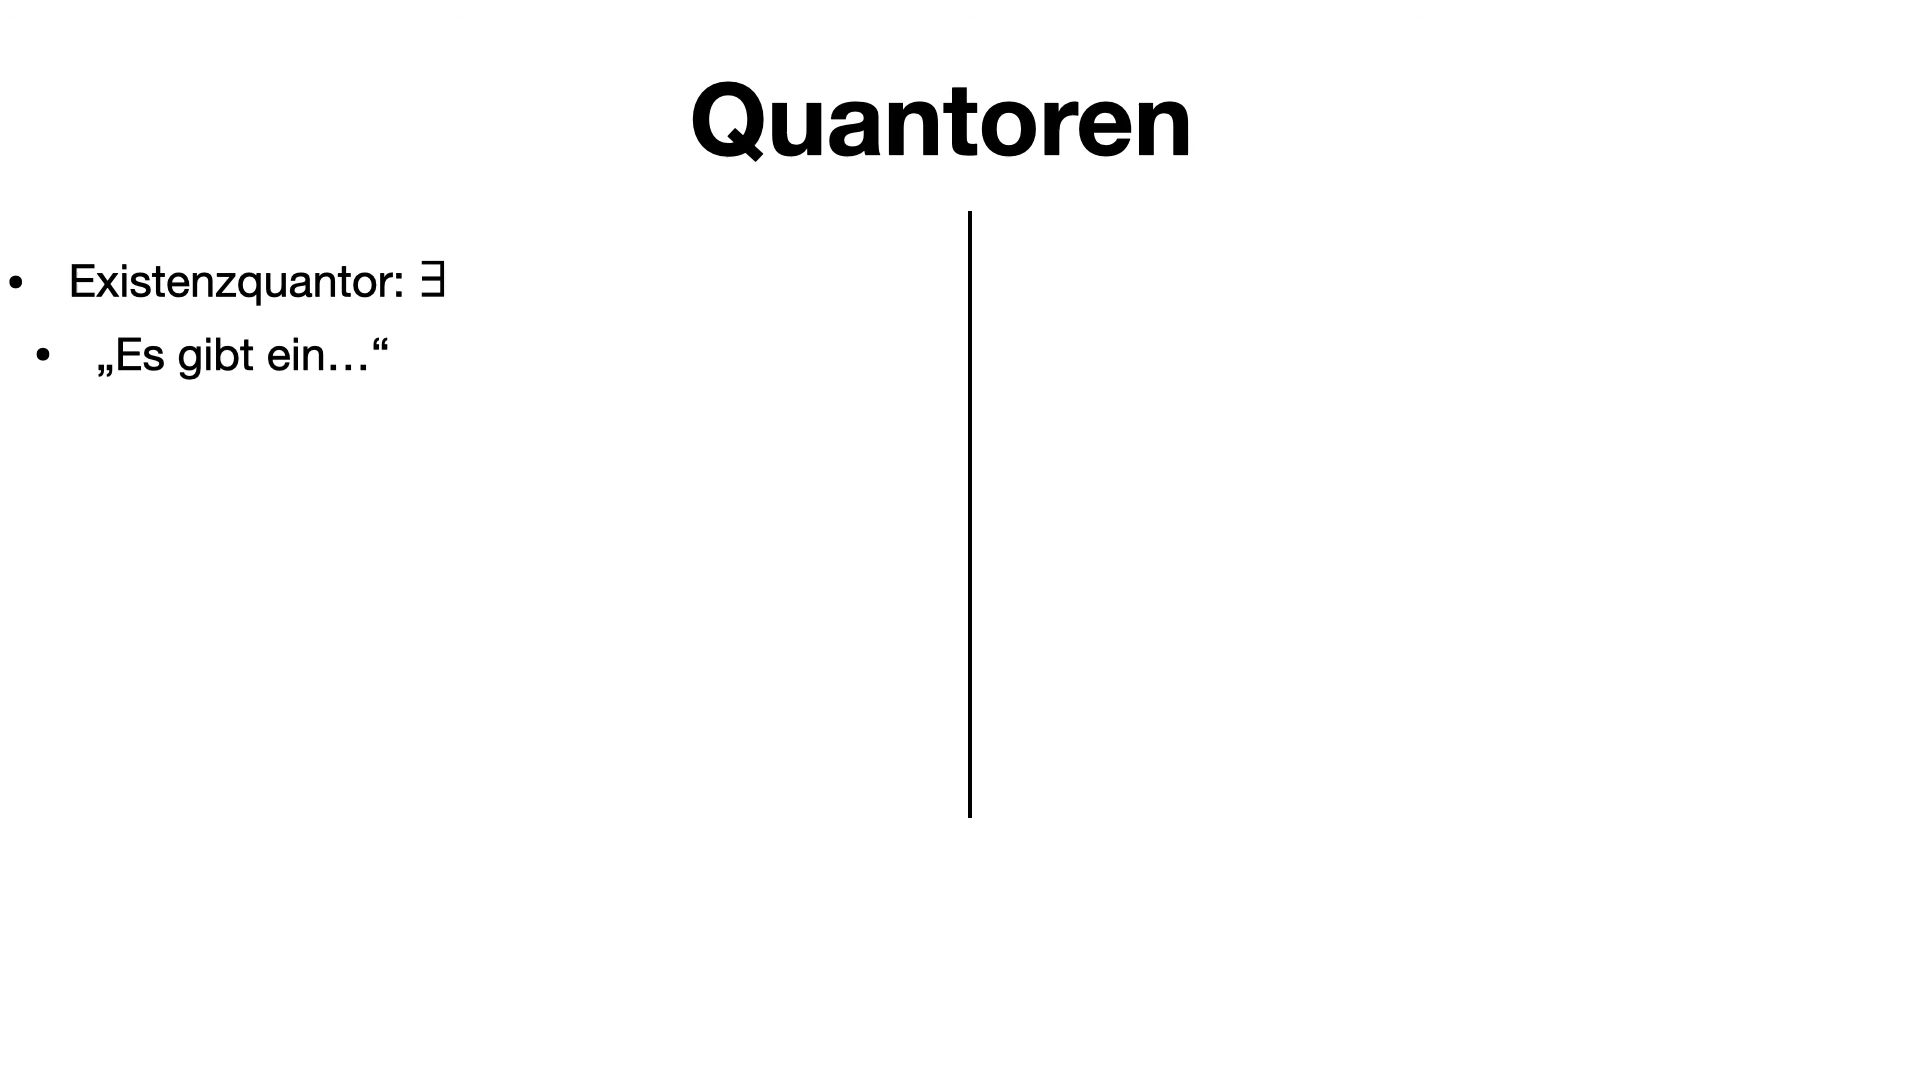 Quantoren
• Existenzquantor: ∃
• „Es gibt ein…“